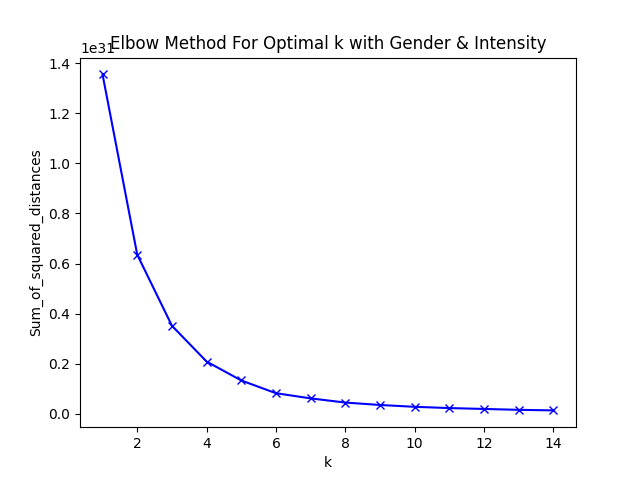 Elbow Method For Optimal k with Gender & Intensity
1e31
1.4
1.2
1.0
0.8
0.6
0.4
0.2
0.0
Sum_of_squared_distances
2 4 6 8 10 12 14
k